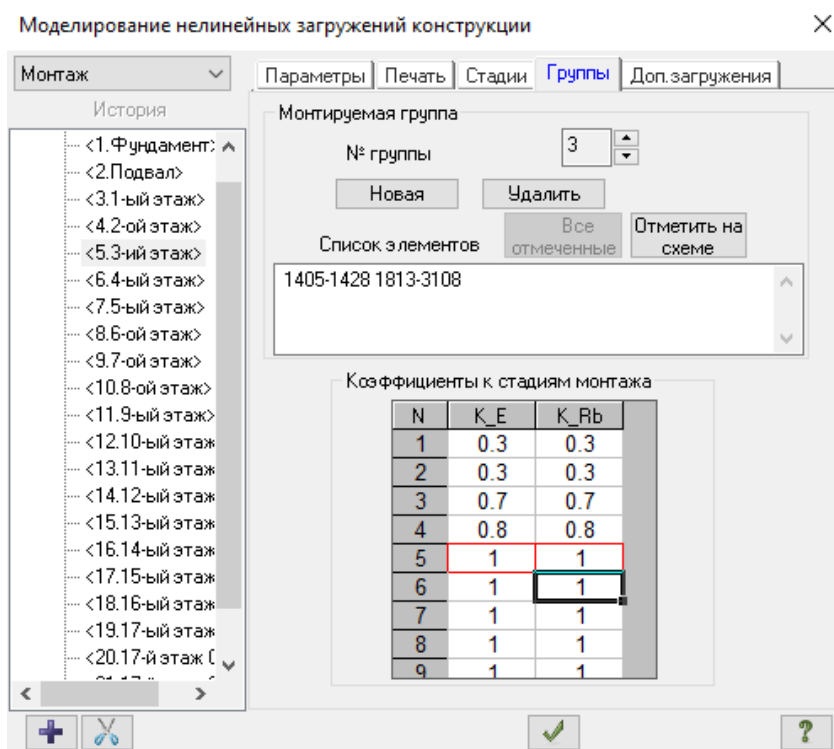 Моделирование нелинейных загружений конструкции
Монтаж
История
<1.Фундамент>
<2.Подвал>
<3.1-ый этаж>
<4.2-ой этаж>
<5.3-ий этаж>
<6.4-ый этаж>
<7.5-ый этаж>
<8.6-ой этаж>
<9.7-ой этаж>
<10.8-ой этаж>
<11.9-ый этаж>
<12.10-ый этаж
<13.11-ый этаж
<14.12-ый этаж
<15.13-ый этаж
<16.14-ый этаж
<17.15-ый этаж
<18.16-ый этаж
<19.17-ый этаж
<20.17-й этаж (
Параметры Печать Стадии Группы Доп.загружения
Монтируемая группа
№ группы 3
Новая Удалить
Список элементов Все отмеченные Отметить на схеме
1405-1428 1813-3108
Коэффициенты к стадиям монтажа
N K_E K_Rb
1 0.3 0.3
2 0.3 0.3
3 0.7 0.7
4 0.8 0.8
5 1 1
6 1 1
7 1 1
8 1 1
9 1 1
?